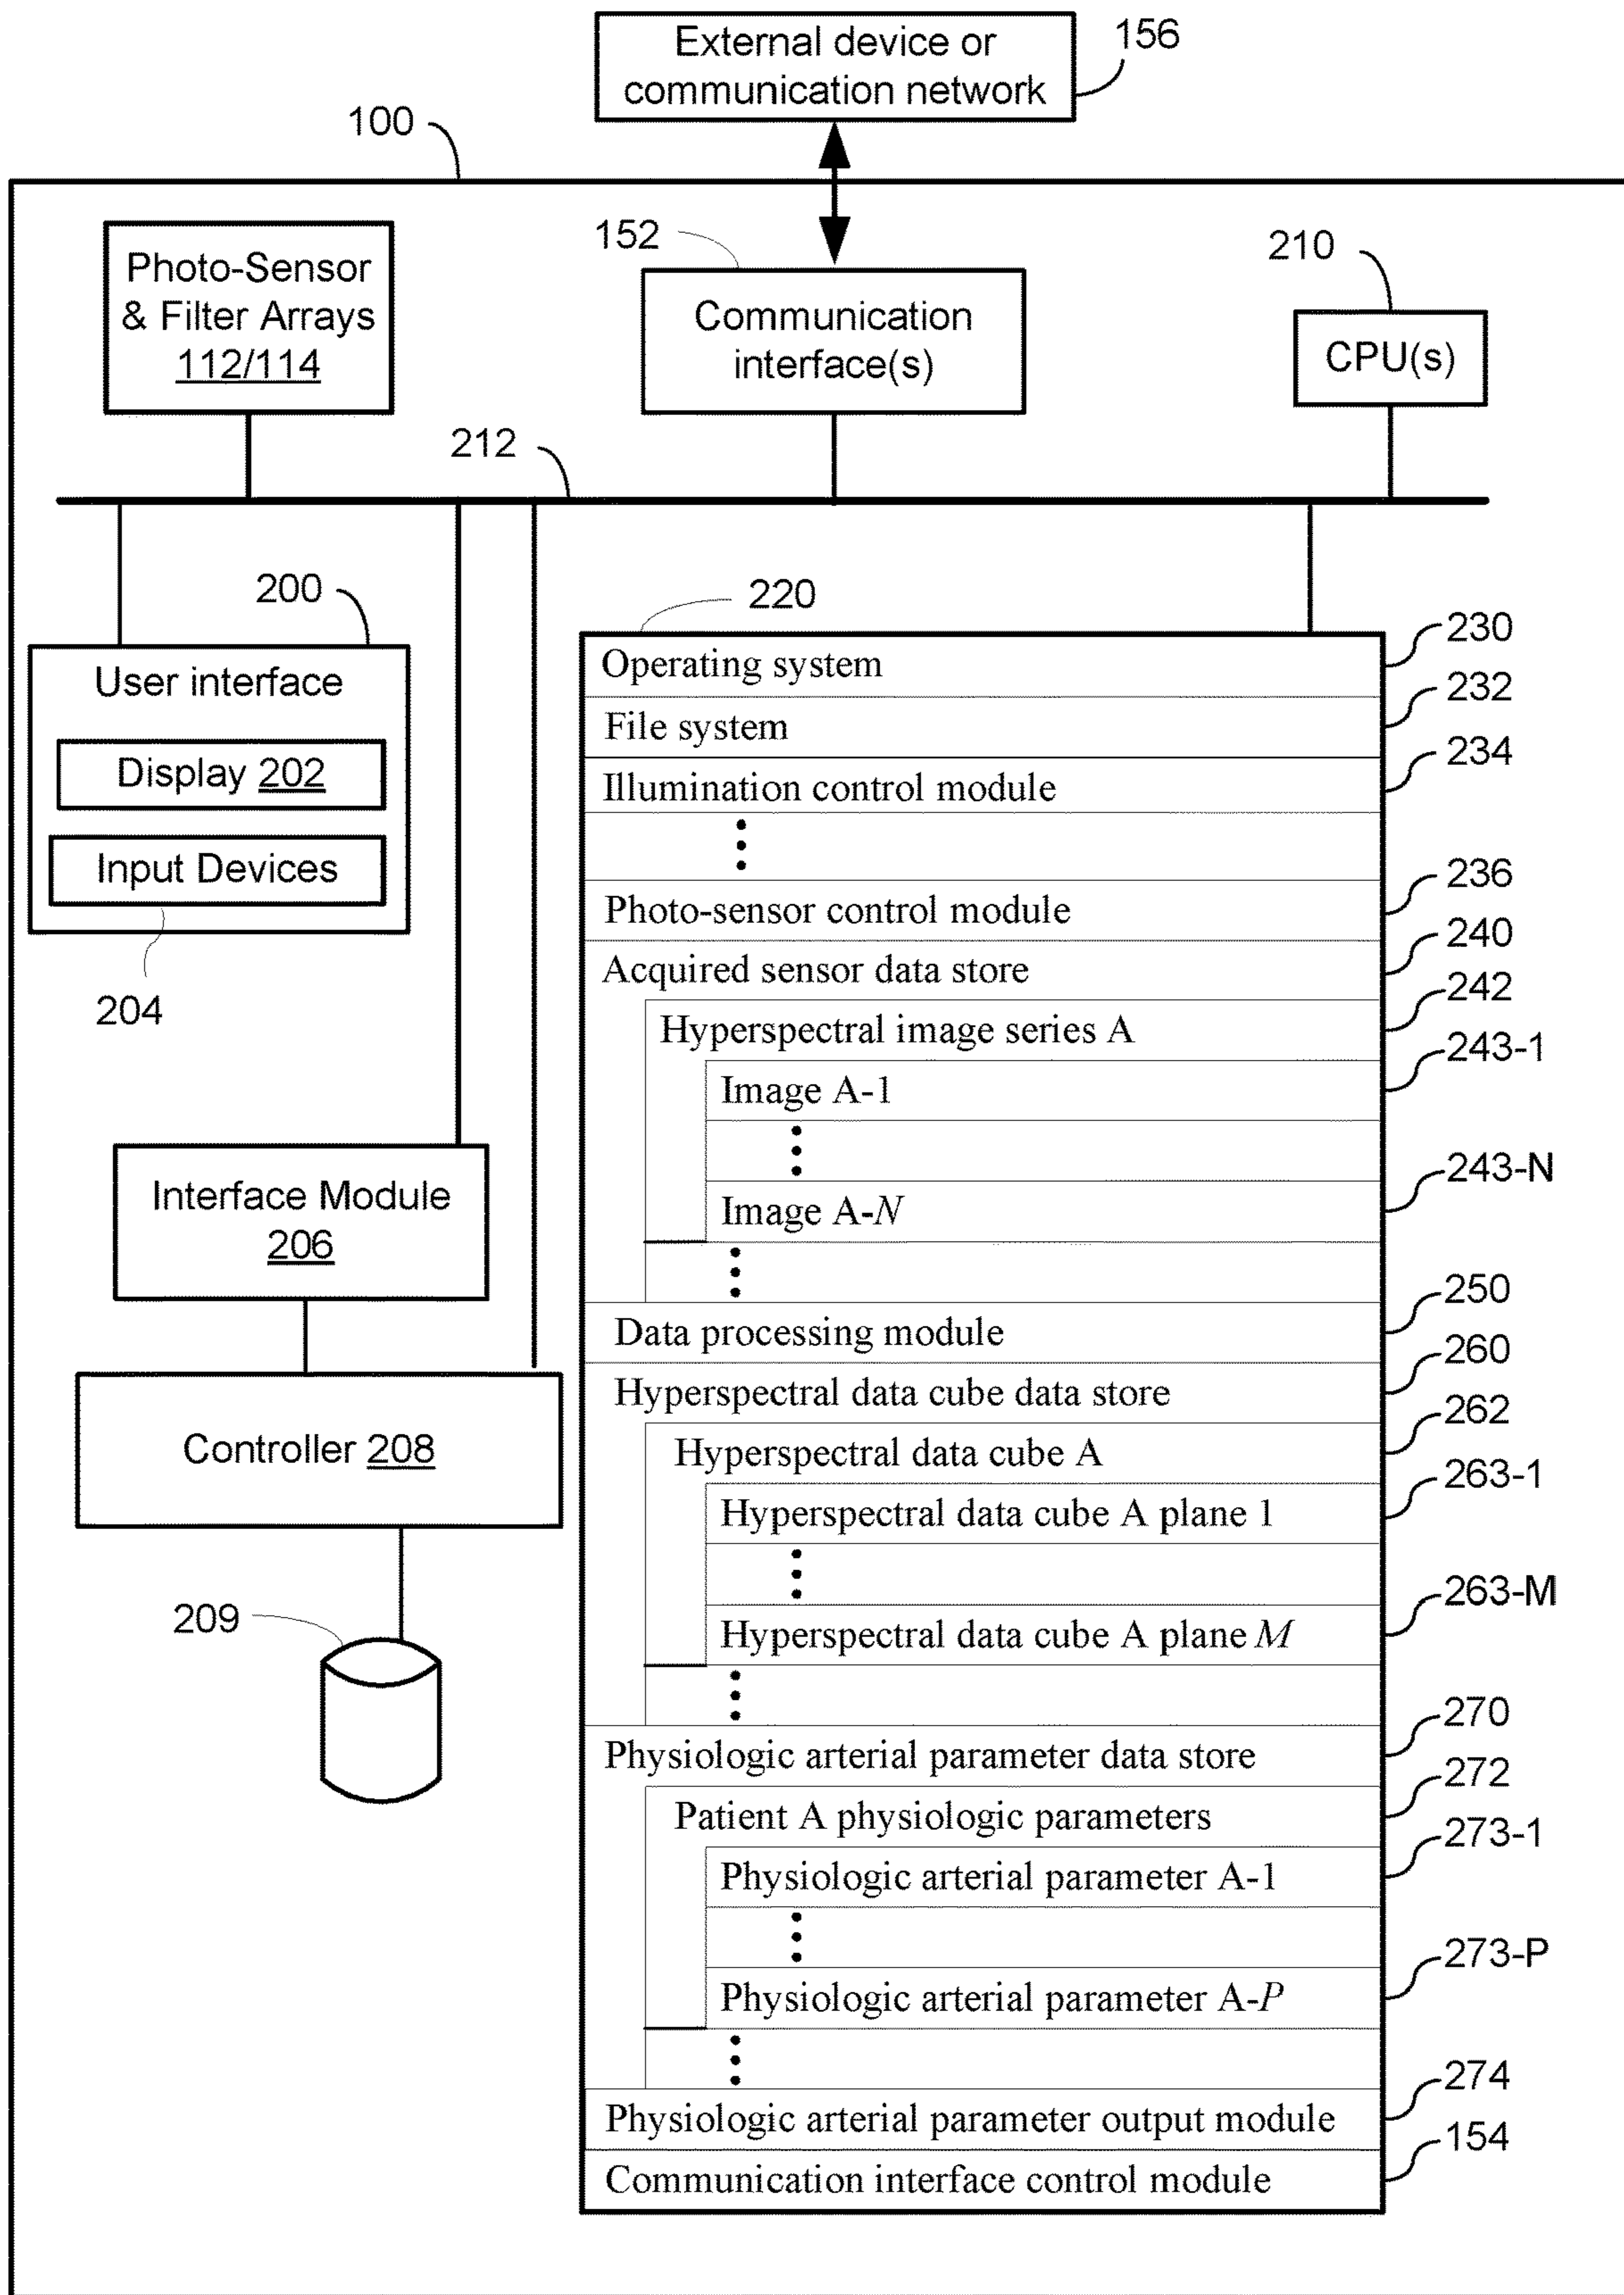 External device or
communication network
156
100
Photo-Sensor
& Filter Arrays
112/114
152
Communication
interface(s)
210
CPU(s)
212
200
User interface
Display 202
Input Devices
204
Interface Module
206
Controller 208
209
220
Operating system
230
File system
232
Illumination control module
234
Photo-sensor control module
236
Acquired sensor data store
240
Hyperspectral image series A
242
Image A-1
243-1
Image A-N
243-N
Data processing module
250
Hyperspectral data cube data store
260
Hyperspectral data cube A
262
Hyperspectral data cube A plane 1
263-1
Hyperspectral data cube A plane M
263-M
Physiologic arterial parameter data store
270
Patient A physiologic parameters
272
Physiologic arterial parameter A-1
273-1
Physiologic arterial parameter A-P
273-P
Physiologic arterial parameter output module
274
Communication interface control module
154